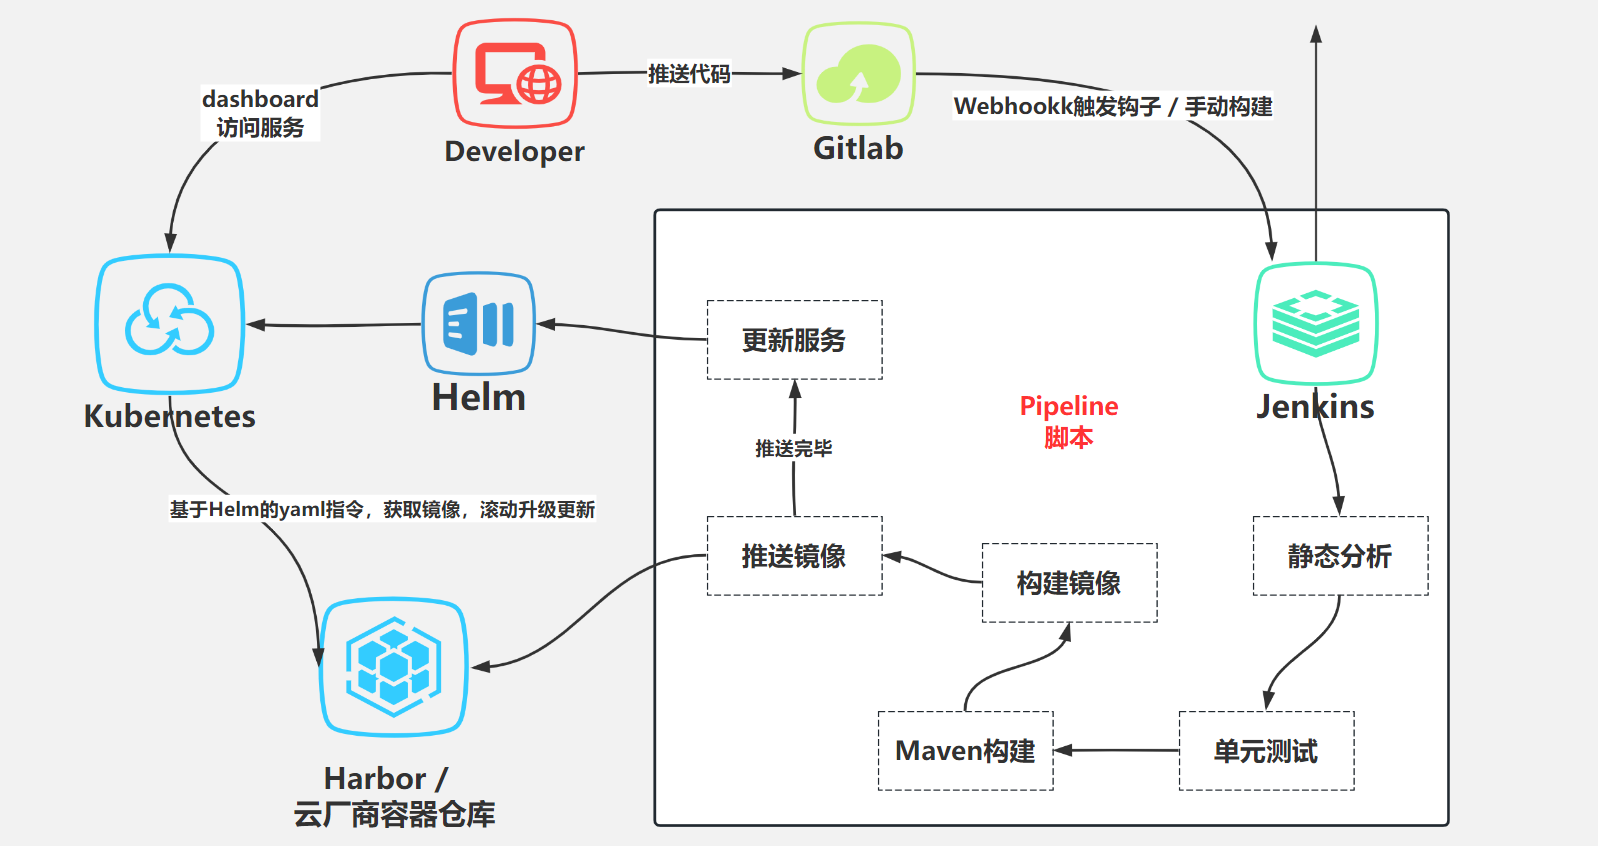 推送代码
dashboard
访问服务
Webhookk触发钩子 / 手动构建
Developer
Gitlab
更新服务
Helm
Kubernetes
Pipeline
脚本
Jenkins
推送完毕
基于Helm的yaml指令，获取镜像，滚动升级更新
推送镜像
构建镜像
静态分析
Maven构建
单元测试
Harbor /
云厂商容器仓库